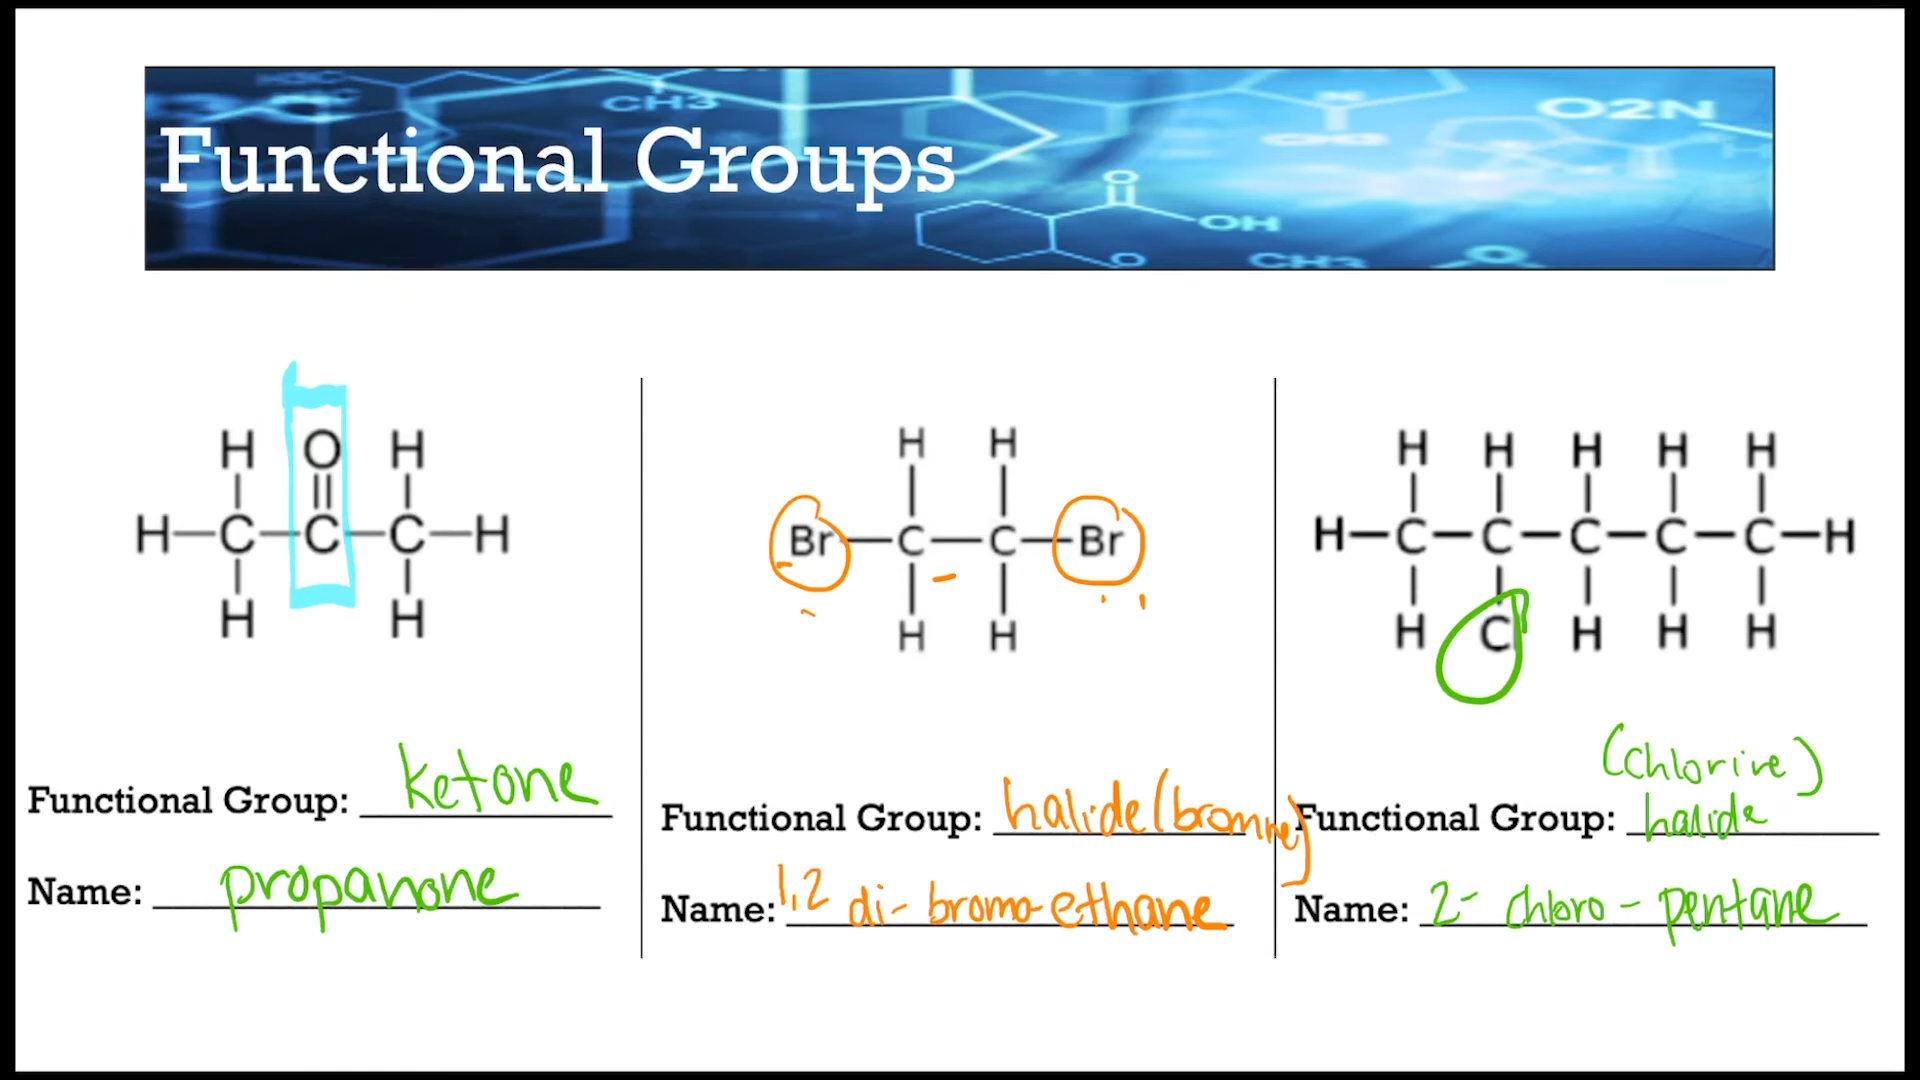 CH3
O2N
Functional Groups
O
OH
O
CH3
O
H O H H H H H H H H
H-C-C-C-H Br-C-C-Br H-C-C-C-C-C-H
H H H H H Cl H H H
Functional Group: ketone
Name: propanone
Functional Group: halide (bromine)
Name: 1,2 di-bromo-ethane
(chlorine)
Functional Group: halide
Name: 2- chloro-pentane